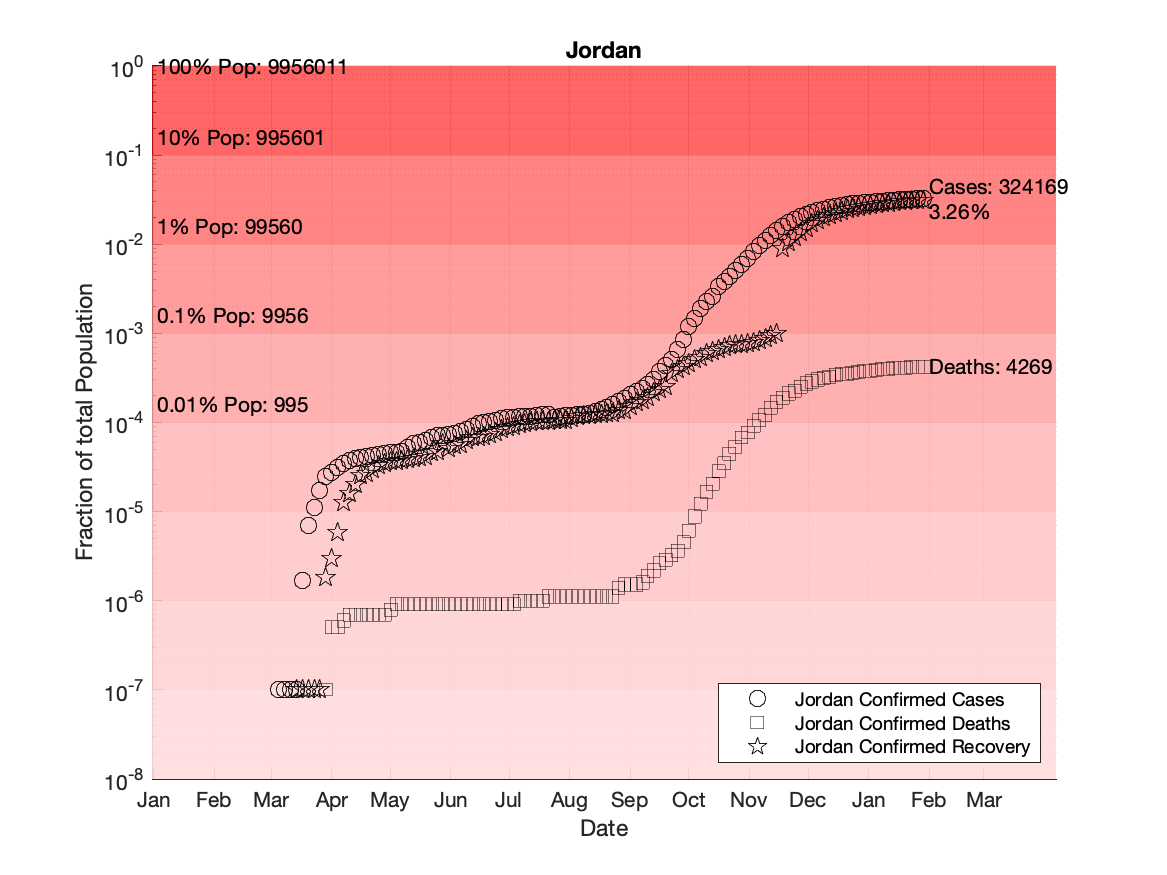 Jordan
10^0
100% Pop: 9956011
10% Pop: 995601
10^-1
Cases: 324169
3.26%
1% Pop: 99560
10^-2
0.1% Pop: 9956
10^-3
Deaths: 4269
0.01% Pop: 995
10^-4
10^-5
10^-6
10^-7
10^-8
Fraction of total Population
Jordan Confirmed Cases
Jordan Confirmed Deaths
Jordan Confirmed Recovery
Jan Feb Mar Apr May Jun Jul Aug Sep Oct Nov Dec Jan Feb Mar
Date